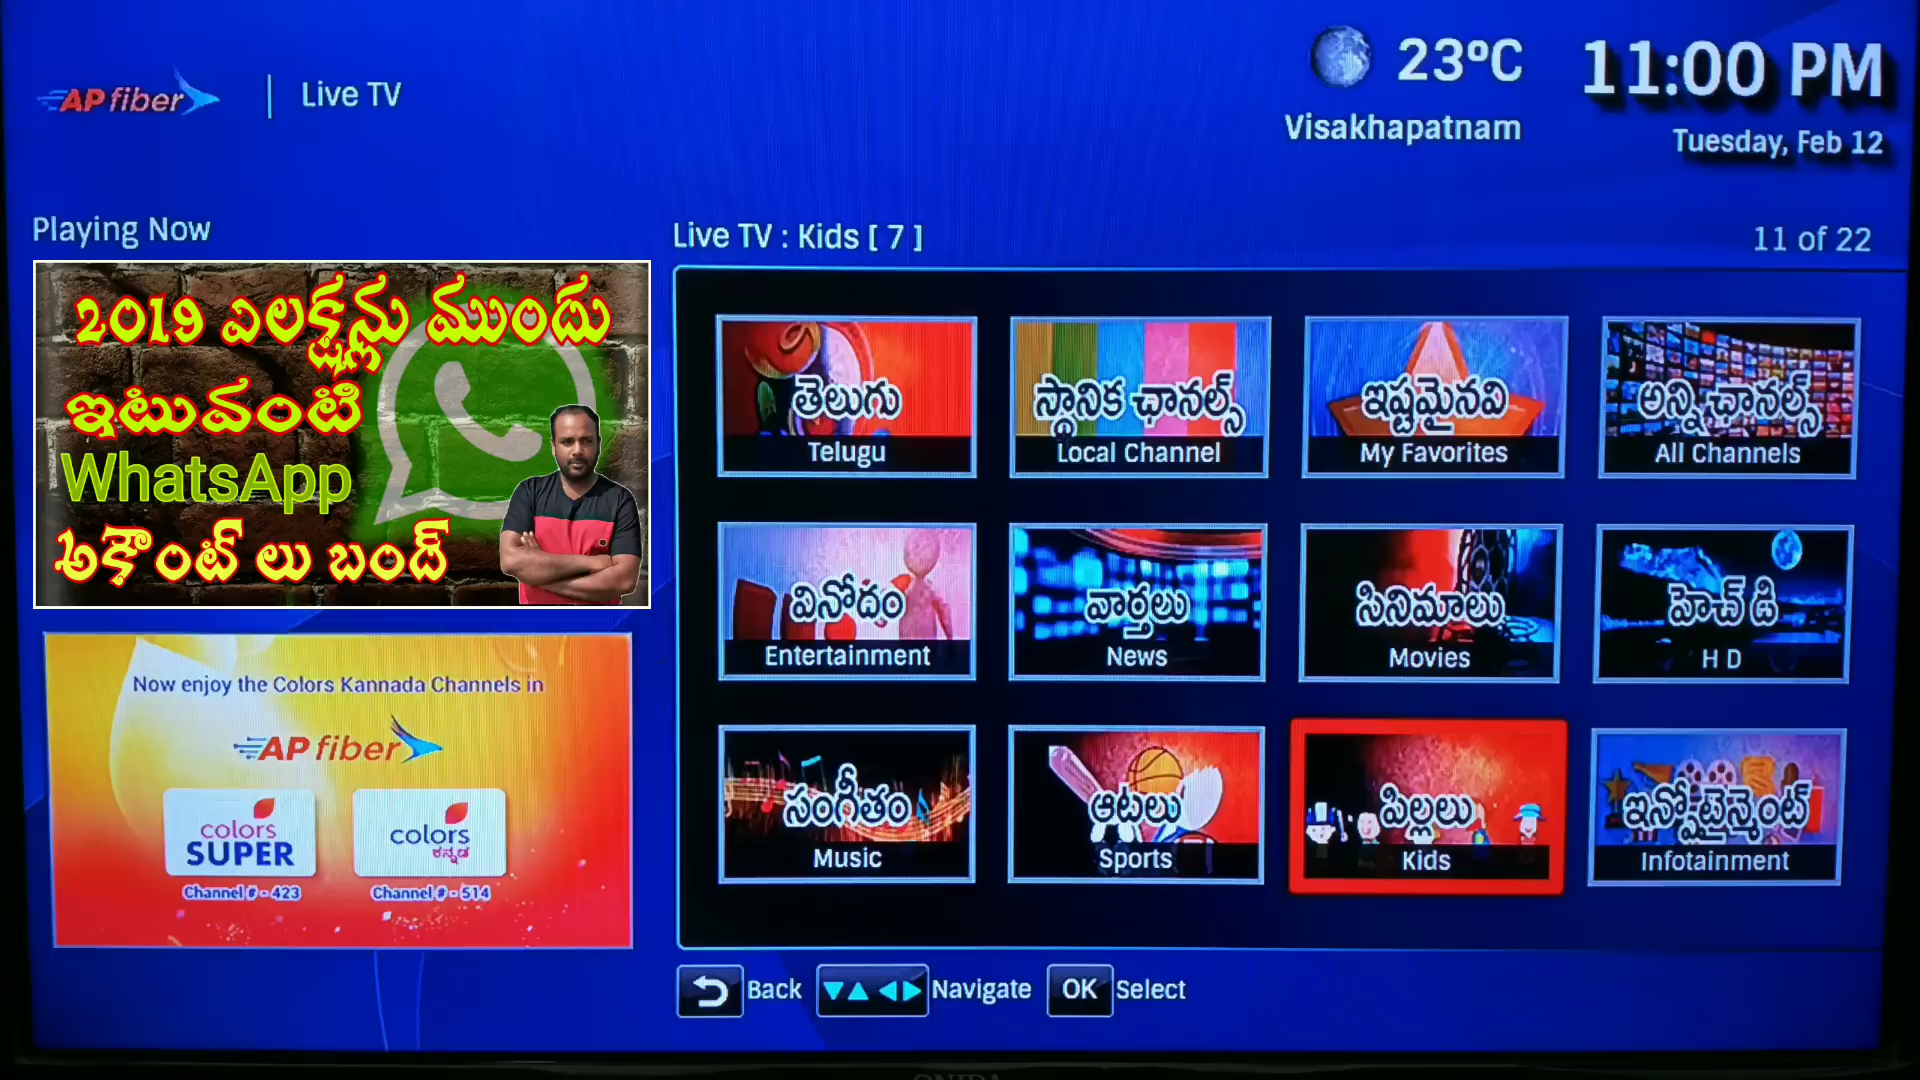 AP fiber
Live TV
23ºC
Visakhapatnam
11:00 PM
Tuesday, Feb 12
Playing Now
2019 ఎలక్షన్లు ముందు
ఇటువంటి
WhatsApp
అకౌంట్ లు బంద్
Now enjoy the Colors Kannada Channels in
AP fiber
colors
SUPER
Channel # - 423
colors
ಕನ್ನಡ
Channel # - 514
Live TV : Kids [ 7 ]
11 of 22
తెలుగు
Telugu
స్థానిక ఛానల్స్
Local Channel
ఇష్టమైనవి
My Favorites
అన్ని ఛానల్స్
All Channels
వినోదం
Entertainment
వార్తలు
News
సినిమాలు
Movies
హెచ్ డి
H D
సంగీతం
Music
ఆటలు
Sports
పిల్లలు
Kids
ఇన్ఫోటైన్మెంట్
Infotainment
Back
Navigate
OK
Select